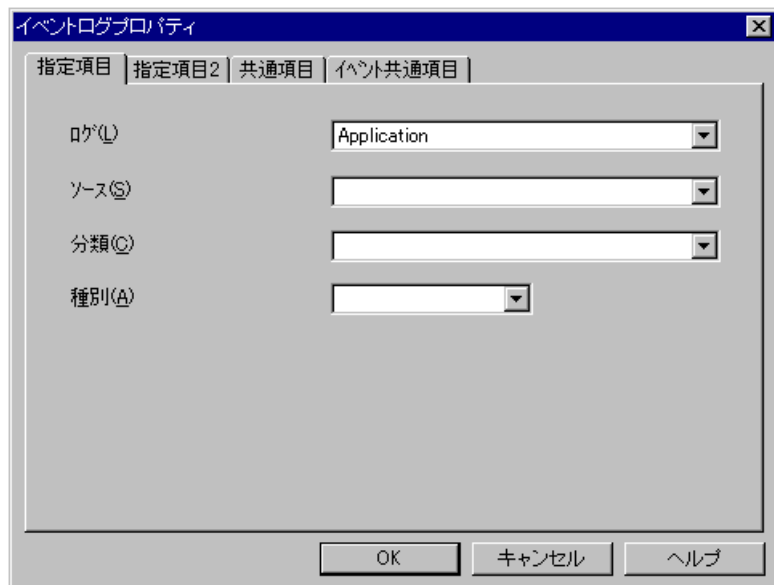 イベントログプロパティ
指定項目 指定項目2 共通項目 イベント共通項目
ログ(L) Application
ソース(S)
分類(C)
種別(A)
OK キャンセル ヘルプ